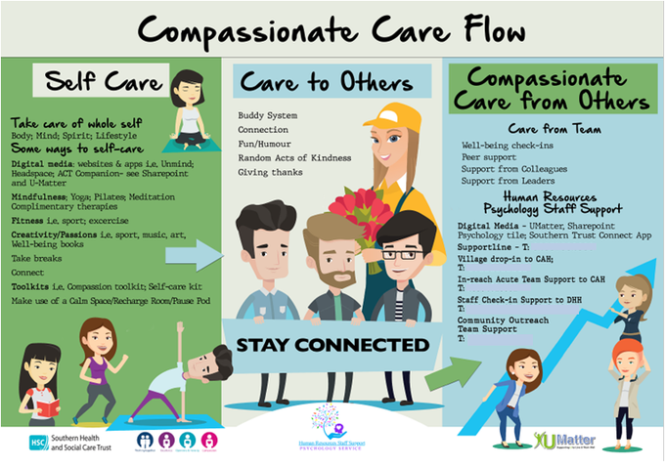 Compassionate Care Flow
Self Care
Take care of whole self
Body; Mind; Spirit; Lifestyle
Some ways to self-care
Digital media: websites & apps i.e, Unmind;
Headspace; ACT Companion- see Sharepoint
and U-Matter
Mindfulness; Yoga; Pilates; Meditation
Complimentary therapies
Fitness i.e. sport; excercise
Creativity/Passions i.e, sport, music, art,
Well-being books
Take breaks
Connect
Toolkits i.e. Compassion toolkit; Self-care kit
Make use of a Calm Space/Recharge Room/Pause Pod
Care to Others
Buddy System
Connection
Fun/Humour
Random Acts of Kindness
Giving thanks
STAY CONNECTED
Compassionate
Care from Others
Care from Team
Well-being check-ins
Peer support
Support from Colleagues
Support from Leaders
Human Resources
Psychology Staff Support
Digital Media - UMatter, Sharepoint
Psychology tile; Southern Trust Connect App
Supportline - T:
Village drop-in to CAH;
T:
In-reach Acute Team Support to CAH
T:
Staff Check-in Support to DHH
T:
Community Outreach
Team Support
T:
HSC Southern Health
and Social Care Trust
Human Resources Staff Support
PSYCHOLOGY SERVICE
UMatter